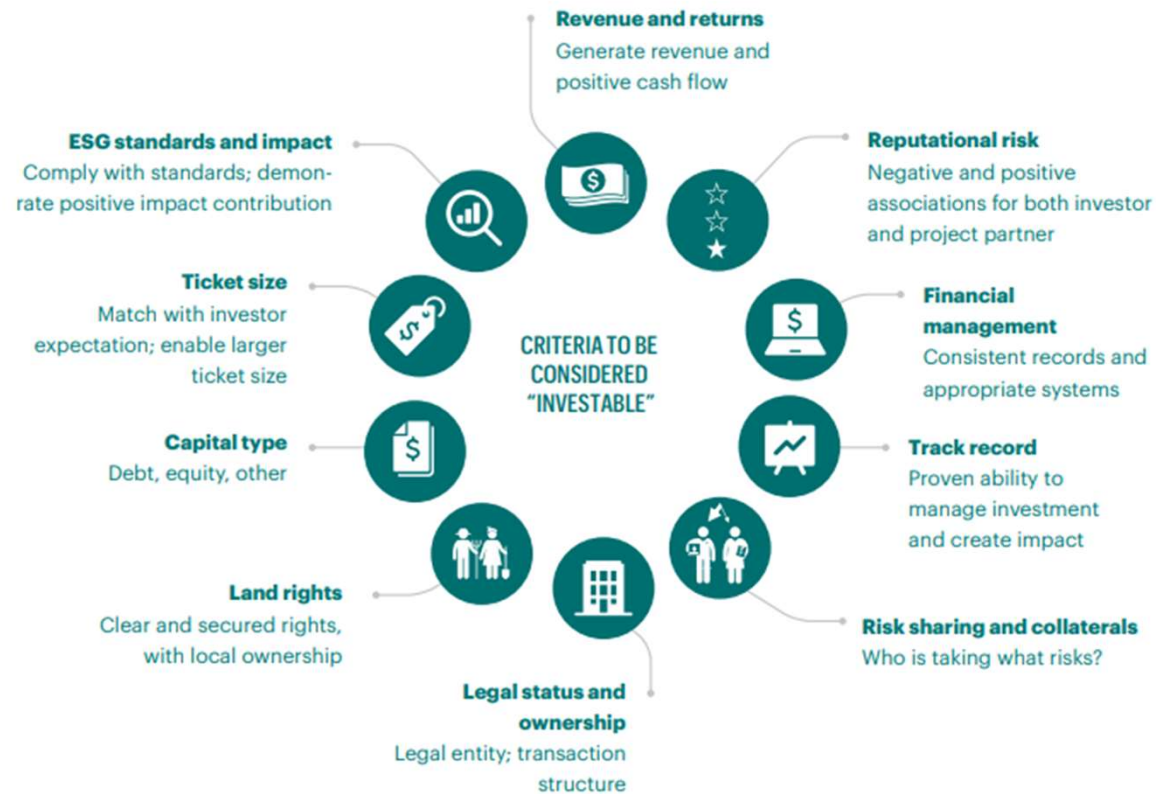 Revenue and returns
Generate revenue and
positive cash flow
ESG standards and impact
Comply with standards; demon-
rate positive impact contribution
Reputational risk
Negative and positive
associations for both investor
and project partner
Ticket size
Match with investor
expectation; enable larger
ticket size
Financial
management
Consistent records and
appropriate systems
CRITERIA TO BE
CONSIDERED
“INVESTABLE”
Capital type
Debt, equity, other
Track record
Proven ability to
manage investment
and create impact
Land rights
Clear and secured rights,
with local ownership
Risk sharing and collaterals
Who is taking what risks?
Legal status and
ownership
Legal entity; transaction
structure